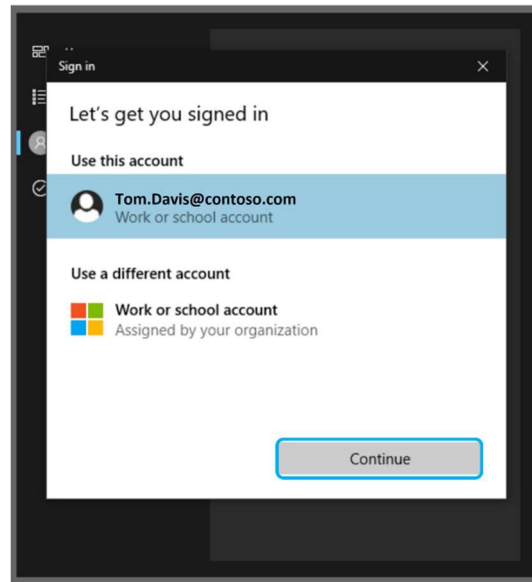 Sign in
Let's get you signed in
Use this account
Tom.Davis@contoso.com
Work or school account
Use a different account
Work or school account
Assigned by your organization
Continue